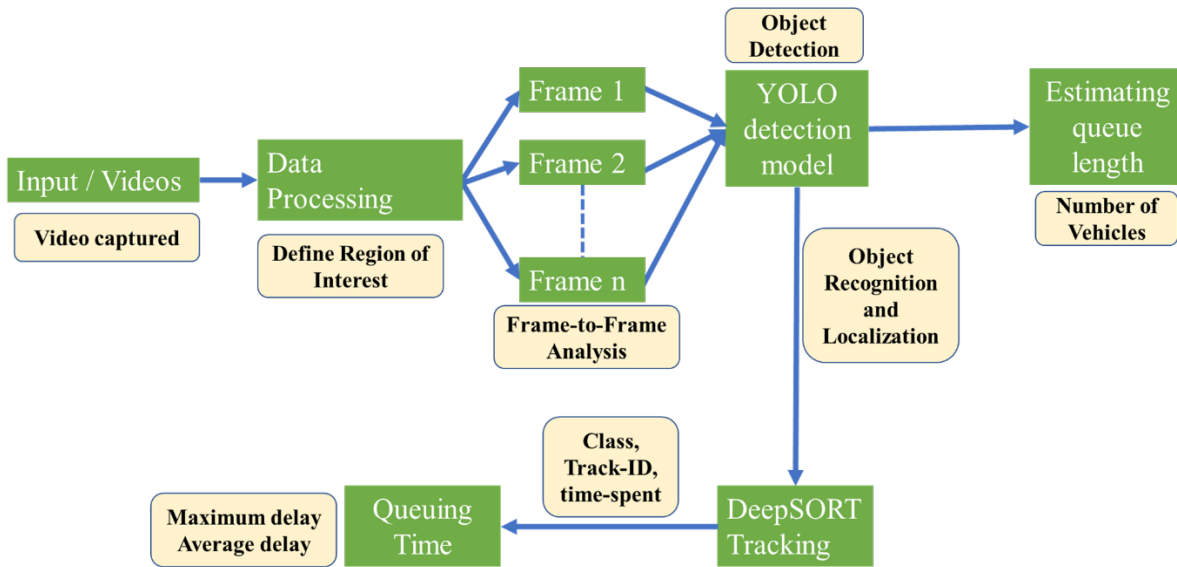 Object
Detection
Frame 1
YOLO
detection
model
Estimating
queue
length
Input / Videos
Data
Processing
Frame 2
Video captured
Define Region of
Interest
Frame n
Frame-to-Frame
Analysis
Number of
Vehicles
Object
Recognition
and
Localization
Class,
Track-ID,
time-spent
Maximum delay
Average delay
Queuing
Time
DeepSORT
Tracking